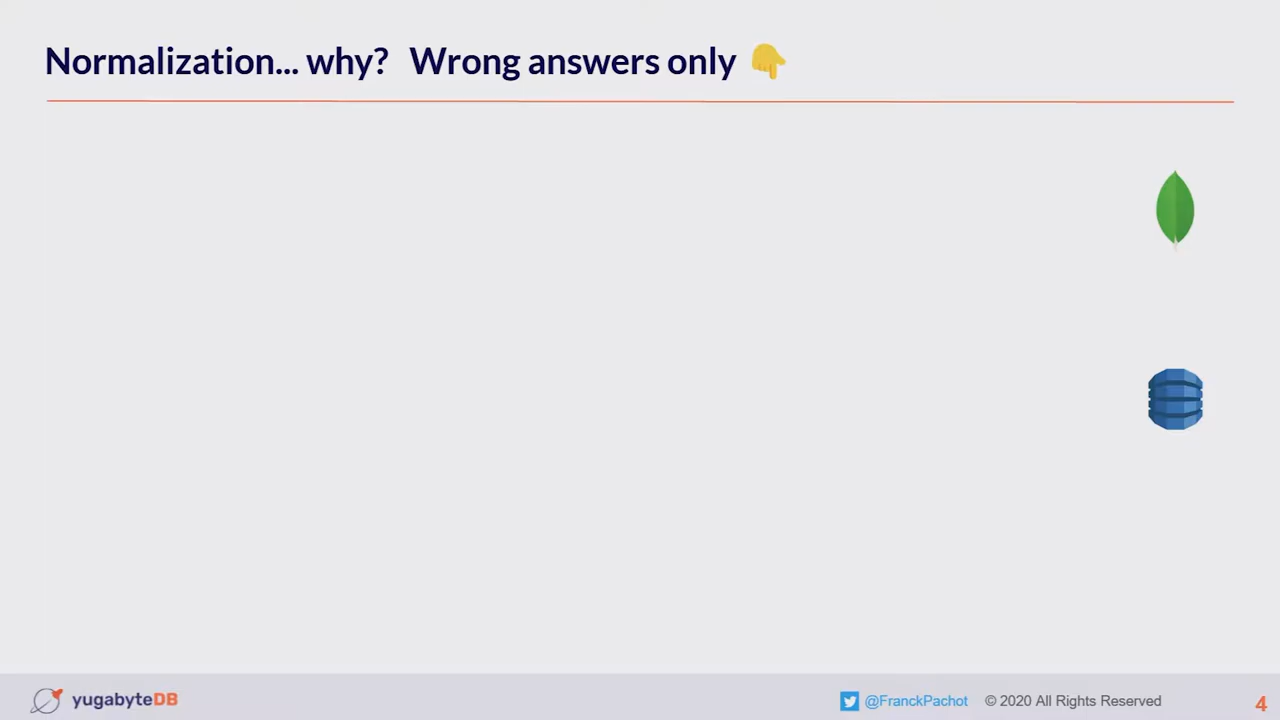 Normalization... why? Wrong answers only 👇
yugabyteDB
@FranckPachot © 2020 All Rights Reserved
4